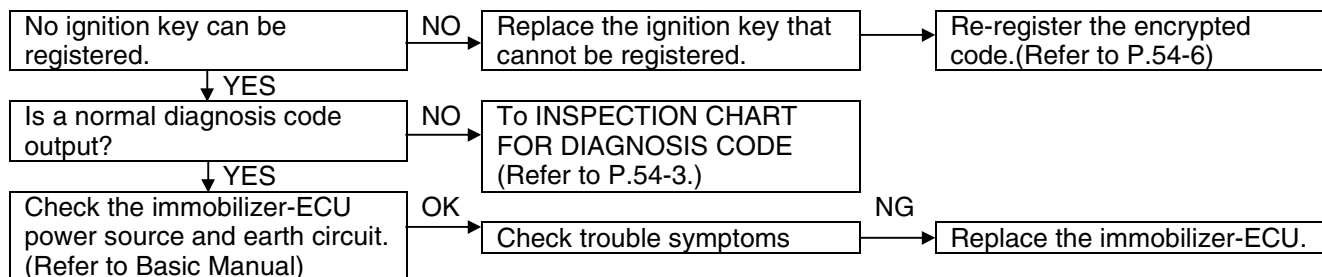 No ignition key can be
registered.
NO
Replace the ignition key that
cannot be registered.
Re-register the encrypted
code.(Refer to P.54-6)
YES
Is a normal diagnosis code
output?
NO
To INSPECTION CHART
FOR DIAGNOSIS CODE
(Refer to P.54-3.)
YES
Check the immobilizer-ECU
power source and earth circuit.
(Refer to Basic Manual)
OK
Check trouble symptoms
NG
Replace the immobilizer-ECU.